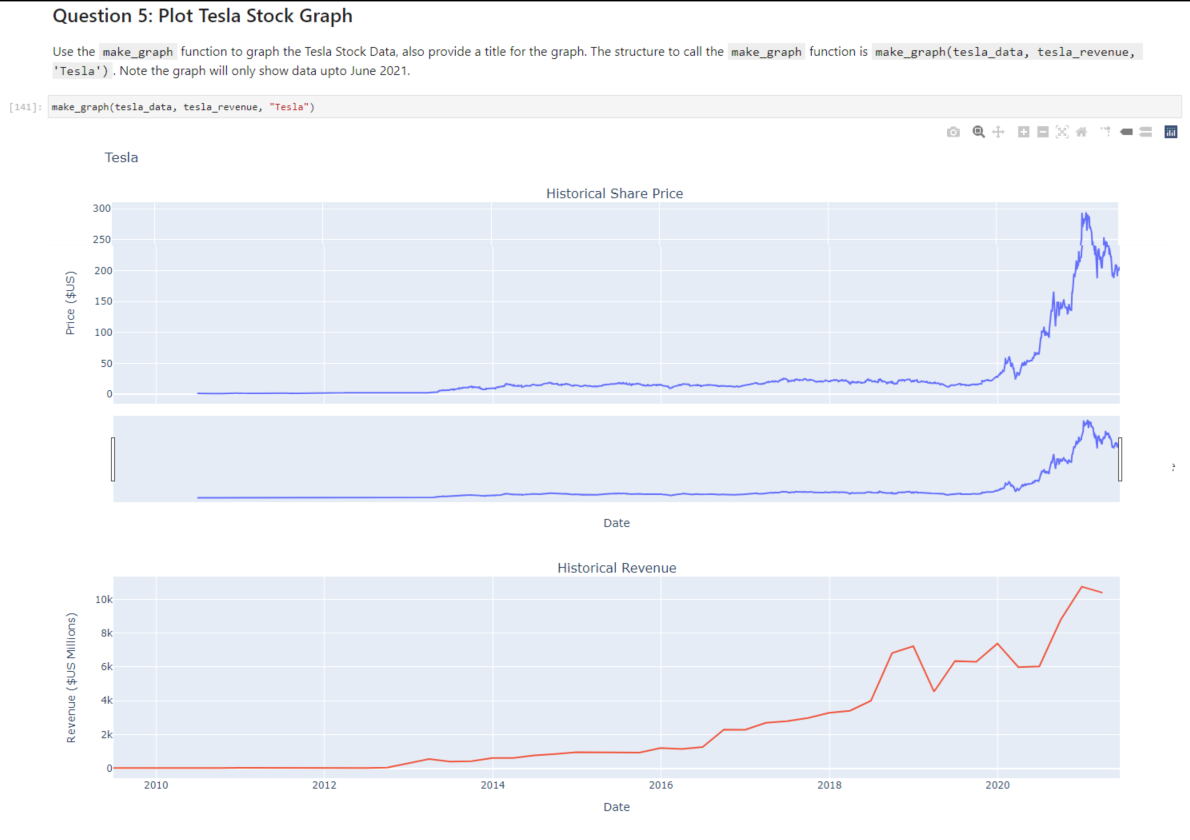 Question 5: Plot Tesla Stock Graph
Use the make_graph function to graph the Tesla Stock Data, also provide a title for the graph. The structure to call the make_graph function is make_graph(tesla_data, tesla_revenue,
'Tesla') . Note the graph will only show data upto June 2021.
[141]: make_graph(tesla_data, tesla_revenue, "Tesla")
Tesla
Historical Share Price
300
250
200
150
100
50
0
Price ($US)
Date
Historical Revenue
10k
8k
6k
4k
2k
0
Revenue ($US Millions)
2010 2012 2014 2016 2018 2020
Date